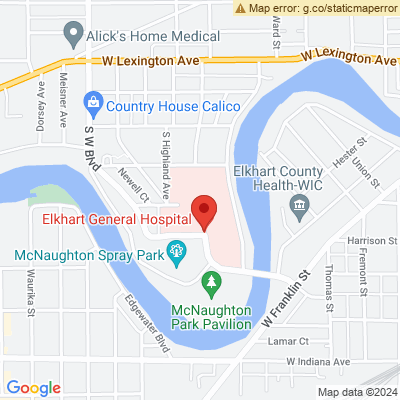 Map error: g.co/staticmaperror
Ward St
Alick's Home Medical
W Lexington Ave
W Lexington Ave
Meisner Ave
Dorsey Ave
Country House Calico
S W Blvd
S Highland Ave
Newell Ct
Elkhart County
Health-WIC
Hester St
Union St
Elkhart General Hospital
McNaughton Spray Park
Harrison St
Waurika St
Edgewater Blvd
McNaughton
Park Pavilion
W Franklin St
Thomas St
Fremont St
Lamar Ct
W Indiana Ave
Google
Map data ©2024